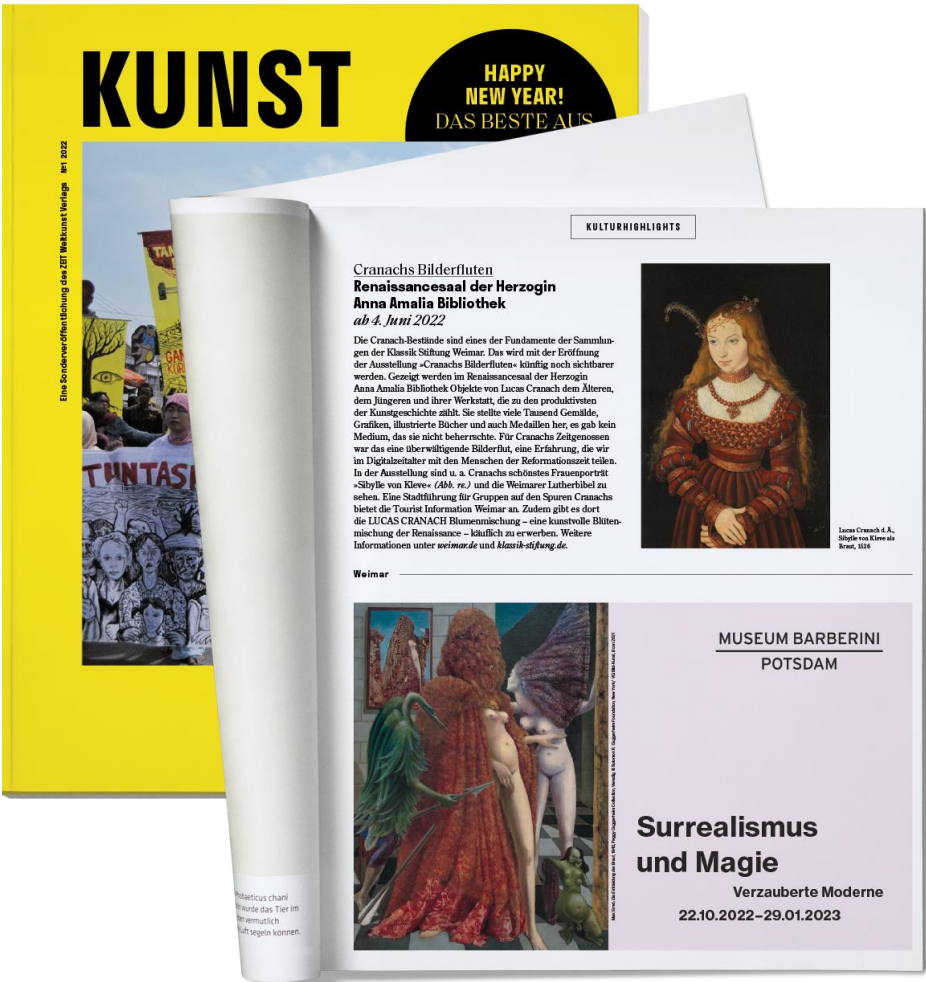 KUNST
HAPPY
NEW YEAR!
DAS BESTE AUS
Eine Sonderveröffentlichung des ZEIT Weltkunst Verlags Nº1 2022
TUNTAS
KULTURHIGHLIGHTS
Cranachs Bilderfluten
Renaissancesaal der Herzogin
Anna Amalia Bibliothek
ab 4. Juni 2022
Die Cranach-Bestände sind eines der Fundamente der Sammlun-
gen der Klassik Stiftung Weimar. Das wird mit der Eröffnung
der Ausstellung »Cranachs Bilderfluten« künftig noch sichtbarer
werden. Gezeigt werden im Renaissancesaal der Herzogin
Anna Amalia Bibliothek Objekte von Lucas Cranach dem Älteren,
dem Jüngeren und ihrer Werkstatt, die zu den produktivsten
der Kunstgeschichte zählt. Sie stellte viele Tausend Gemälde,
Grafiken, illustrierte Bücher und auch Medaillen her, es gab kein
Medium, das sie nicht beherrschte. Für Cranachs Zeitgenossen
war das eine überwältigende Bilderflut, eine Erfahrung, die wir
im Digitalzeitalter mit den Menschen der Reformationszeit teilen.
In der Ausstellung sind u. a. Cranachs schönstes Frauenporträt
»Sibylle von Kleve« (Abb. re.) und die Weimarer Lutherbibel zu
sehen. Eine Stadtführung für Gruppen auf den Spuren Cranachs
bietet die Tourist Information Weimar an. Zudem gibt es dort
die LUCAS CRANACH Blumenmischung – eine kunstvolle Blüten-
mischung der Renaissance – käuflich zu erwerben. Weitere
Informationen unter weimar.de und klassik-stiftung.de.
Lucas Cranach d. Ä.,
Sibylle von Kleve als
Braut, 1526
Weimar
MUSEUM BARBERINI
POTSDAM
Surrealismus
und Magie
Verzauberte Moderne
22.10.2022–29.01.2023
chani
wurde das Tier im
vermutlich
Luft segeln können.